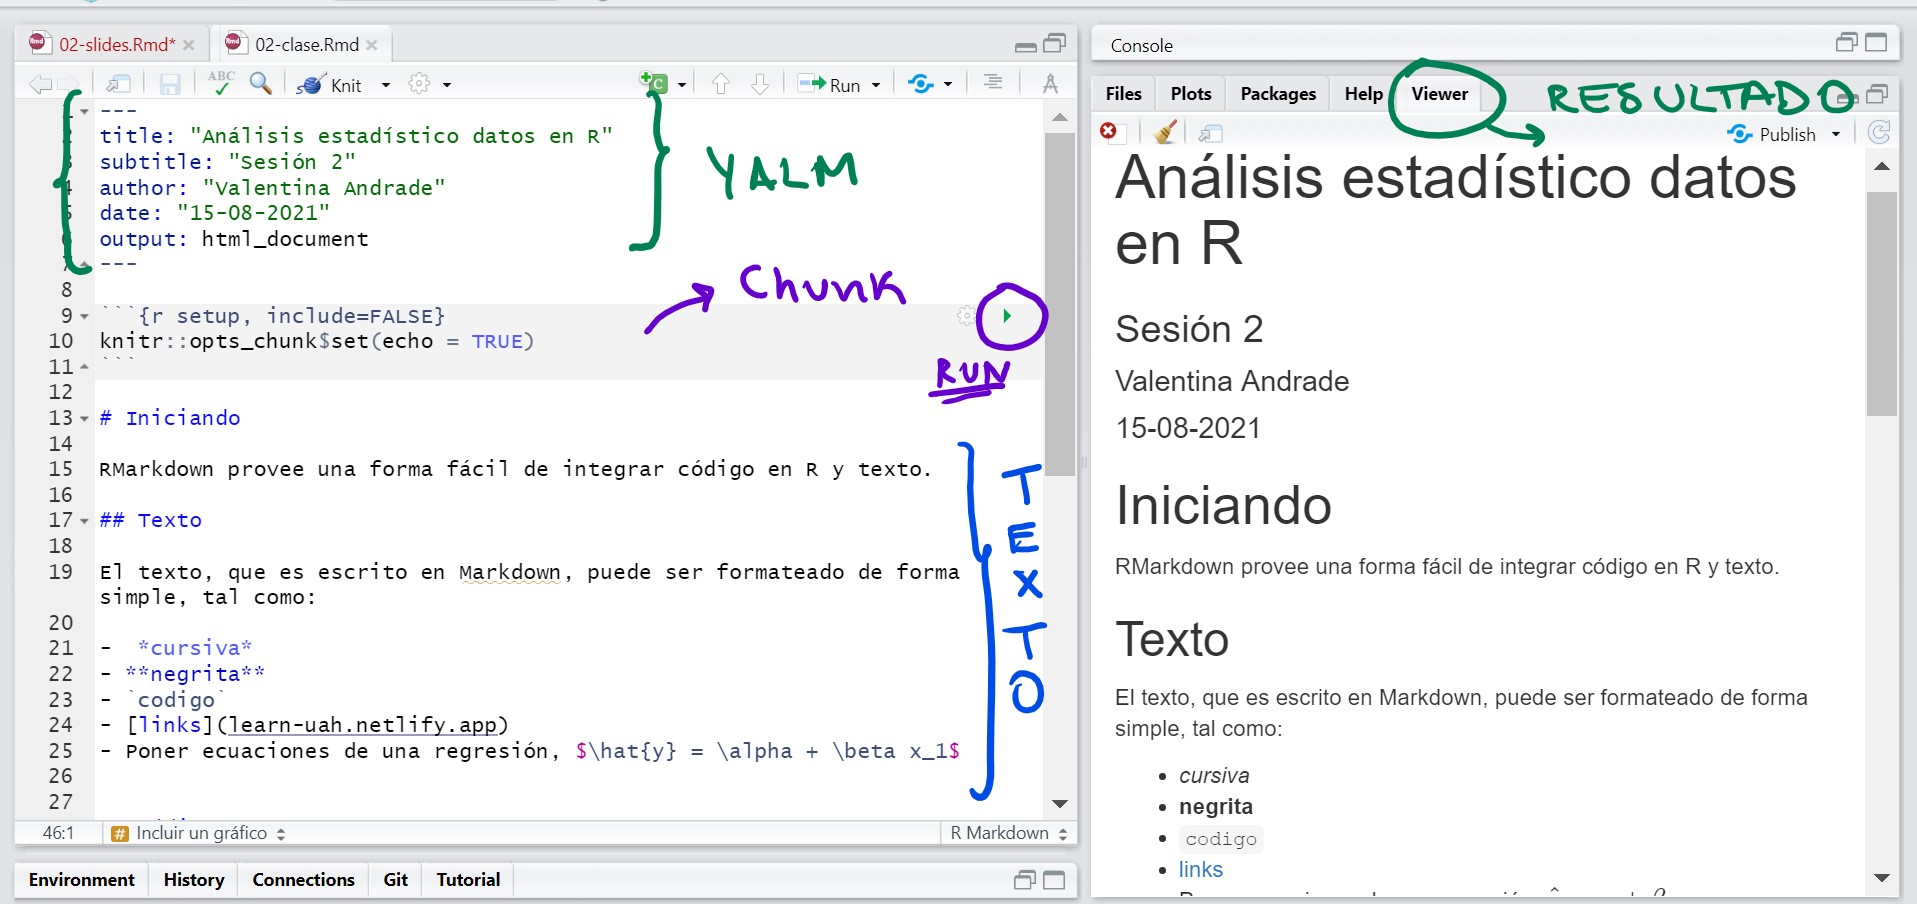 02-slides.Rmd*
02-clase.Rmd
ABC
Knit
Run
---
title: "Análisis estadístico datos en R"
subtitle: "Sesión 2"
author: "Valentina Andrade"
date: "15-08-2021"
output: html_document
7 ---
YALM
8
9 ```{r setup, include=FALSE}
10 knitr::opts_chunk$set(echo = TRUE)
11 ```
Chunk
RUN
12
13 # Iniciando
14
15 RMarkdown provee una forma fácil de integrar código en R y texto.
16
17 ## Texto
18
19 El texto, que es escrito en Markdown, puede ser formateado de forma
simple, tal como:
20
21 -  *cursiva*
22 - **negrita**
23 - `codigo`
24 - [links](learn-uah.netlify.app)
25 - Poner ecuaciones de una regresión, $\hat{y} = \alpha + \beta x_1$
26
27
TEXTO
46:1 # Incluir un gráfico R Markdown
Environment History Connections Git Tutorial
Console
Files Plots Packages Help Viewer
RESULTADO
Publish
Análisis estadístico datos
en R
Sesión 2
Valentina Andrade
15-08-2021
Iniciando
RMarkdown provee una forma fácil de integrar código en R y texto.
Texto
El texto, que es escrito en Markdown, puede ser formateado de forma
simple, tal como:
• cursiva
• negrita
• codigo
• links